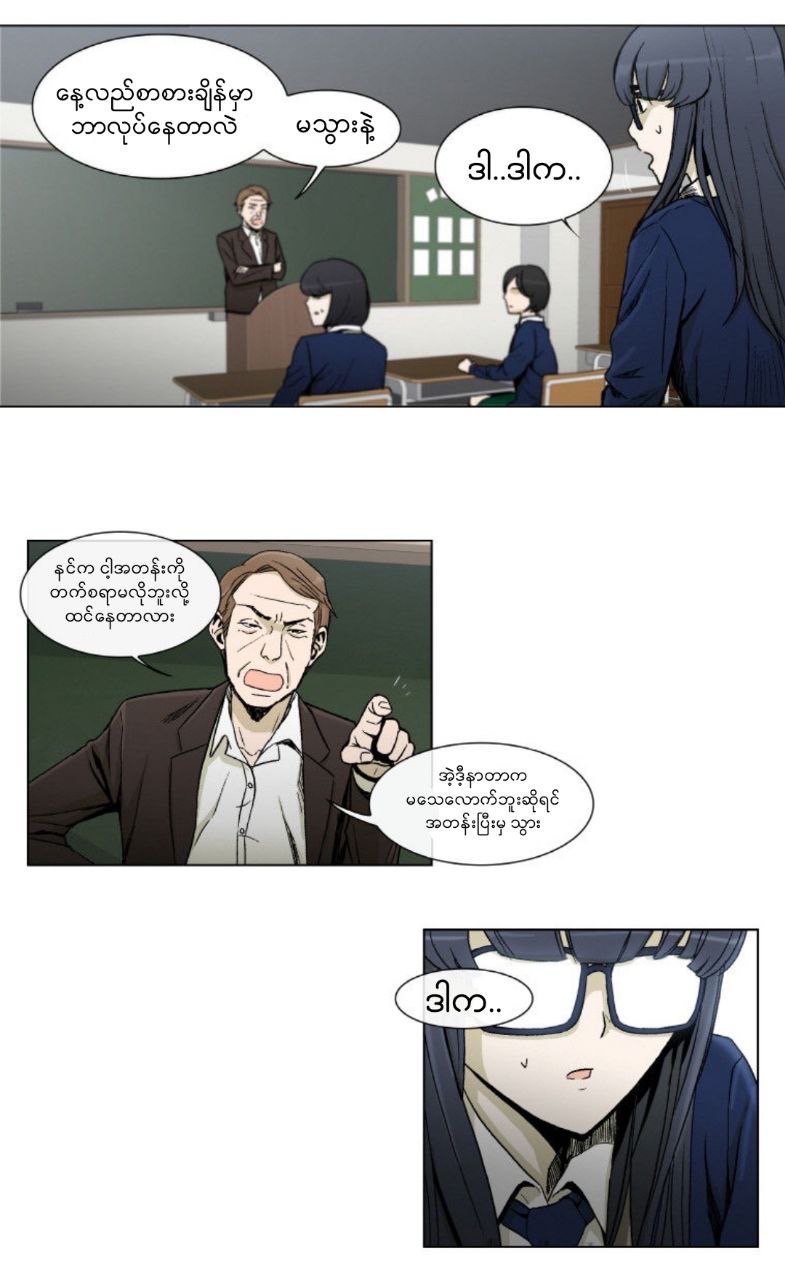 နေ့လည်စာစားချိန်မှာ
ဘာလုပ်နေတာလဲ
မသွားနဲ့
ဒါ..ဒါက..
နင်က ငါ့အတန်းကို
တက်စရာမလိုဘူးလို့
ထင်နေတာလား
အဲ့ဒီ့နာတာက
မသေလောက်ဘူးဆိုရင်
အတန်းပြီးမှ သွား
ဒါက..